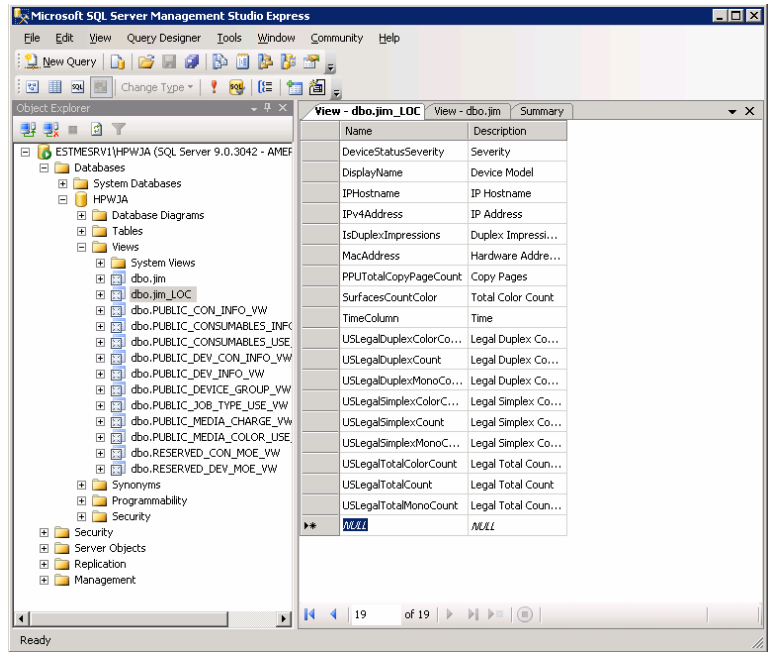 Microsoft SQL Server Management Studio Express
File Edit View Query Designer Tools Window Community Help
New Query
Change Type
Object Explorer
ESTMESRV1\HPWJA (SQL Server 9.0.3042 - AMER
Databases
System Databases
HPWJA
Database Diagrams
Tables
Views
System Views
dbo.jim
dbo.jim_LOC
dbo.PUBLIC_CON_INFO_VW
dbo.PUBLIC_CONSUMABLES_INFO
dbo.PUBLIC_CONSUMABLES_USE_
dbo.PUBLIC_DEV_CON_INFO_VW
dbo.PUBLIC_DEV_INFO_VW
dbo.PUBLIC_DEVICE_GROUP_VW
dbo.PUBLIC_JOB_TYPE_USE_VW
dbo.PUBLIC_MEDIA_CHARGE_VW
dbo.PUBLIC_MEDIA_COLOR_USE_
dbo.RESERVED_CON_MOE_VW
dbo.RESERVED_DEV_MOE_VW
Synonyms
Programmability
Security
Security
Server Objects
Replication
Management
View - dbo.jim_LOC View - dbo.jim Summary
Name Description
DeviceStatusSeverity Severity
DisplayName Device Model
IPHostname IP Hostname
IPv4Address IP Address
IsDuplexImpressions Duplex Impressi...
MacAddress Hardware Addre...
PPUTotalCopyPageCount Copy Pages
SurfacesCountColor Total Color Count
TimeColumn Time
USLegalDuplexColorCo... Legal Duplex Co...
USLegalDuplexCount Legal Duplex Co...
USLegalDuplexMonoCo... Legal Duplex Co...
USLegalSimplexColorC... Legal Simplex Co...
USLegalSimplexCount Legal Simplex Co...
USLegalSimplexMonoC... Legal Simplex Co...
USLegalTotalColorCount Legal Total Coun...
USLegalTotalCount Legal Total Count
USLegalTotalMonoCount Legal Total Coun...
NULL NULL
19 of 19
Ready